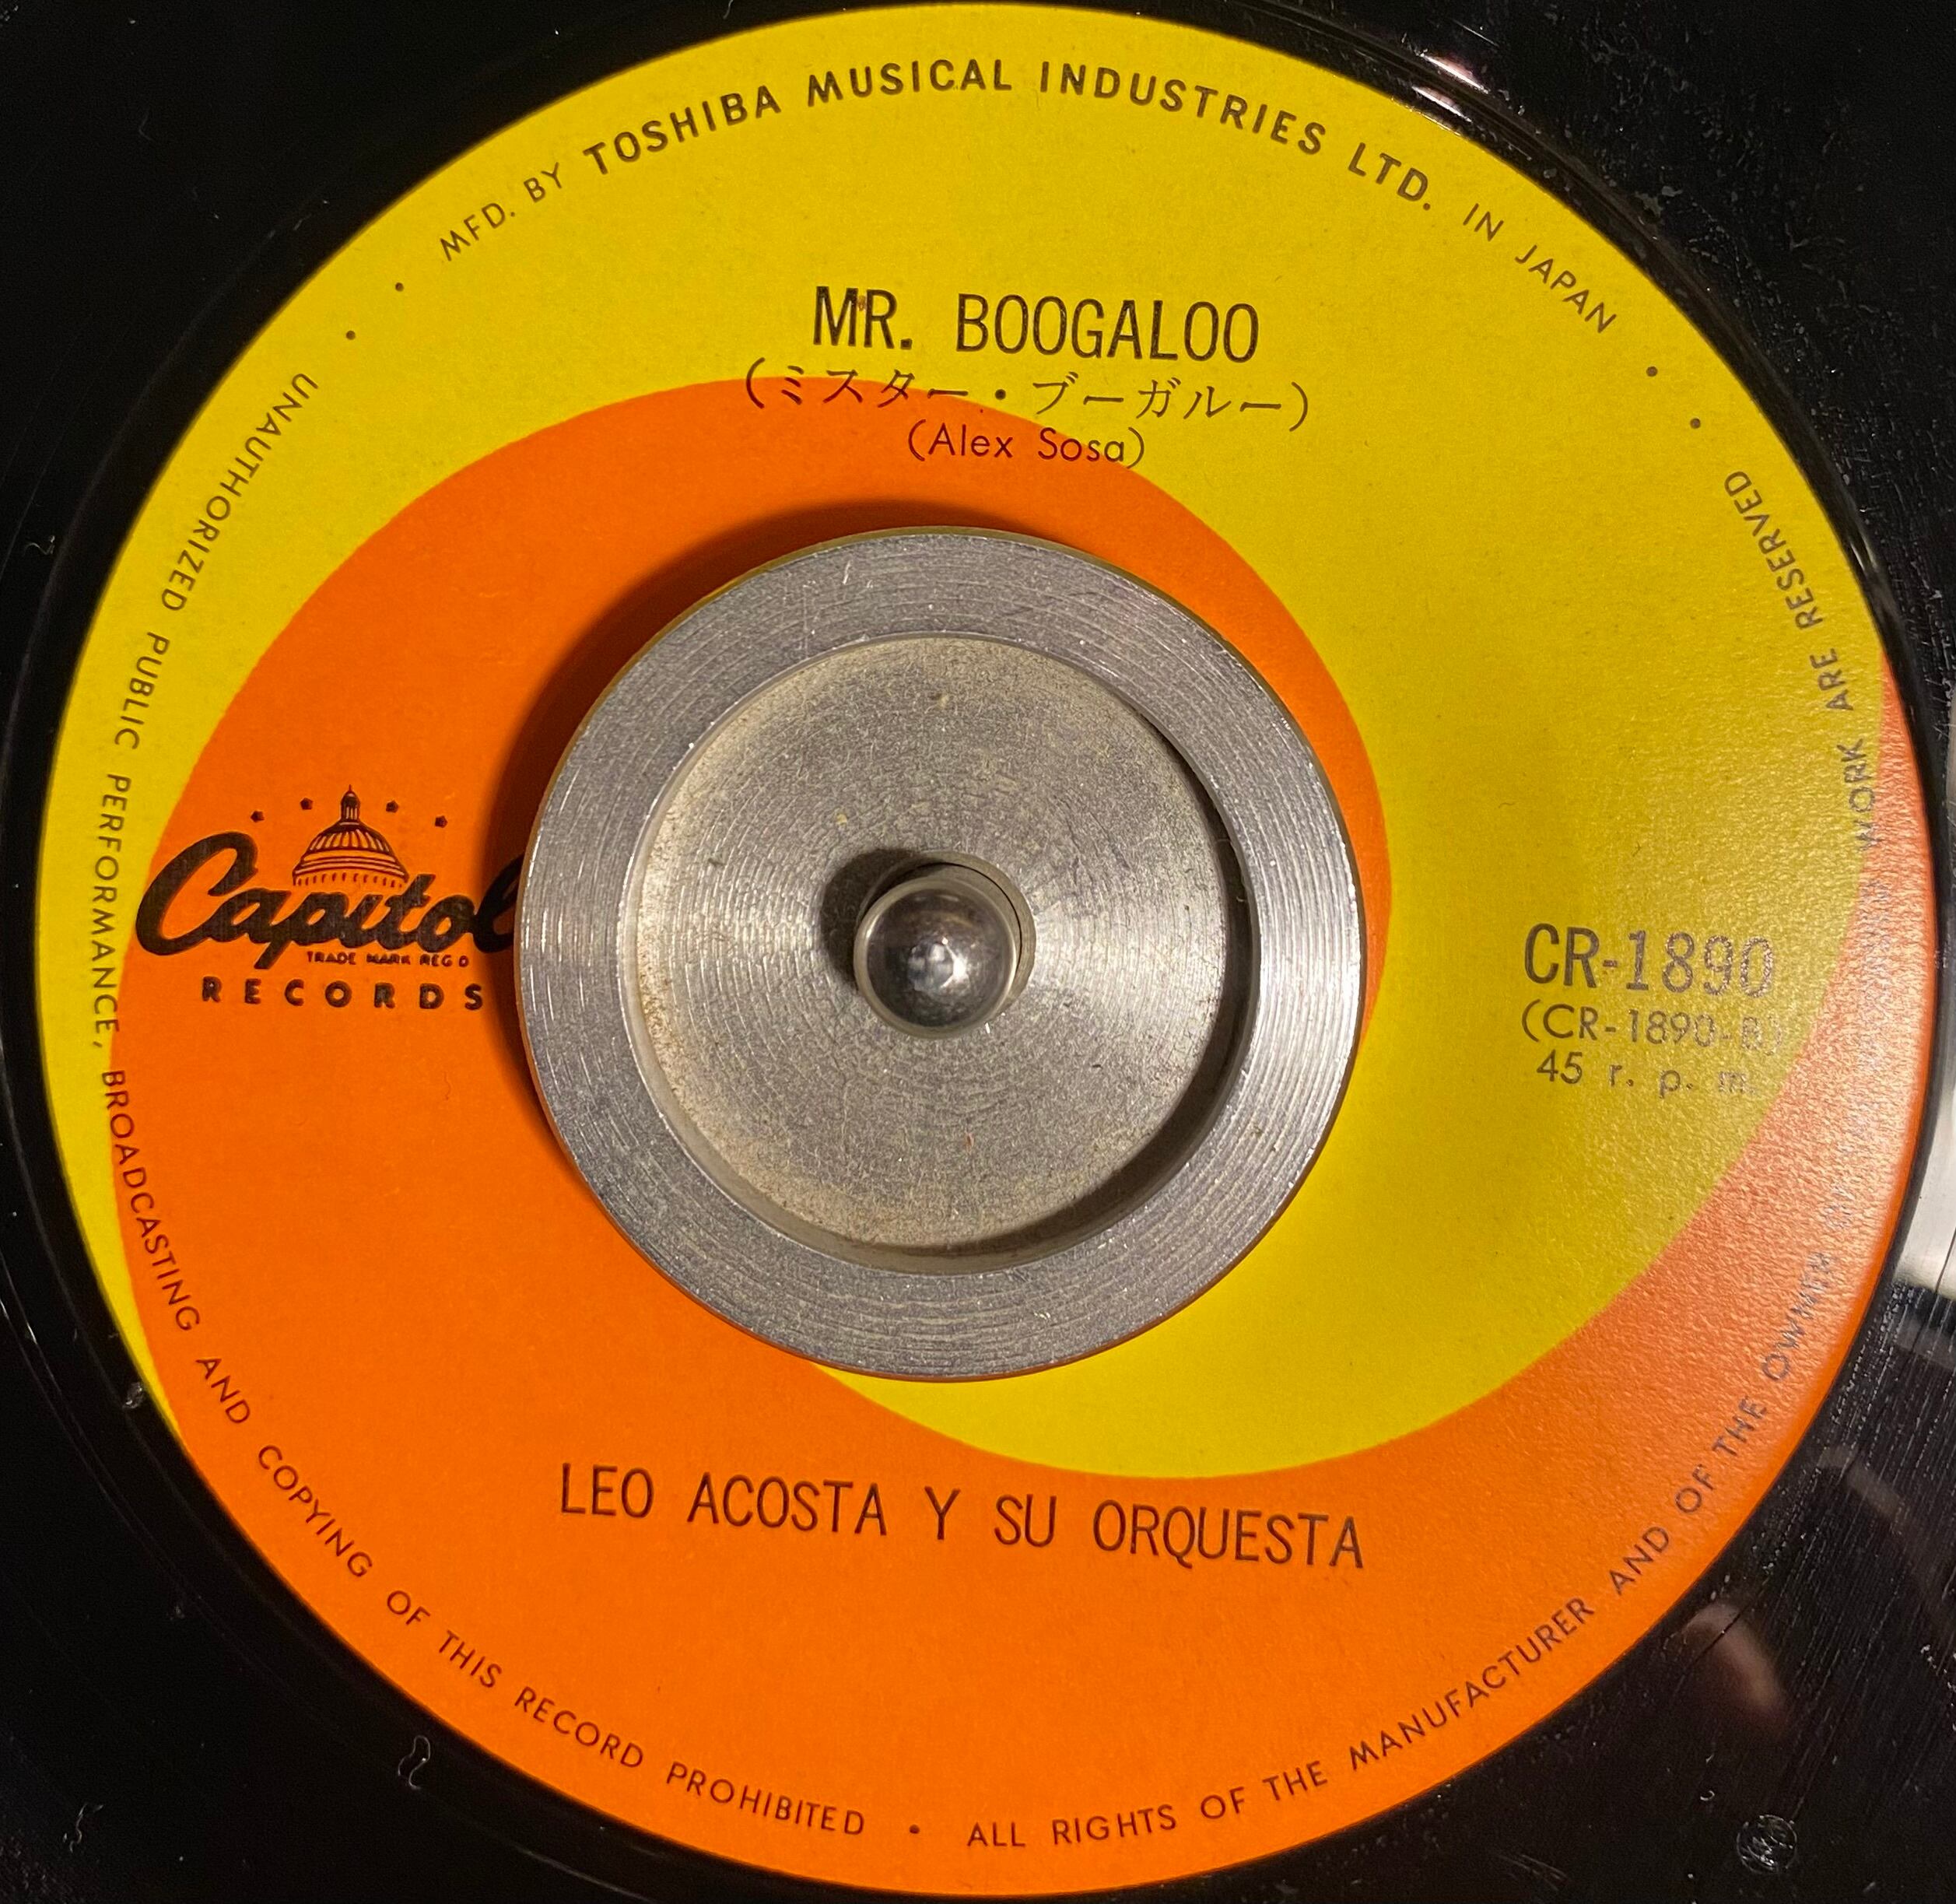 MFD. BY TOSHIBA MUSICAL INDUSTRIES LTD. IN JAPAN
MR. BOOGALOO
(ミスター・ブーガルー)
(Alex Sosa)
Capitol
TRADE MARK REG'D
RECORDS
CR-1890
(CR-1890-B)
45 r. p. m.
LEO ACOSTA Y SU ORQUESTA
UNAUTHORIZED PUBLIC PERFORMANCE, BROADCASTING AND COPYING OF THIS RECORD PROHIBITED • ALL RIGHTS OF THE MANUFACTURER AND OF THE OWNER WORK ARE RESERVED